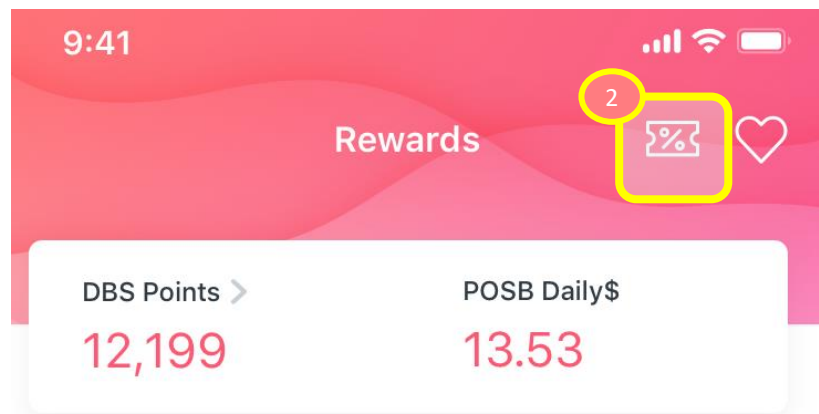 9:41
2
Rewards
%
DBS Points
POSB Daily$
12,199
13.53